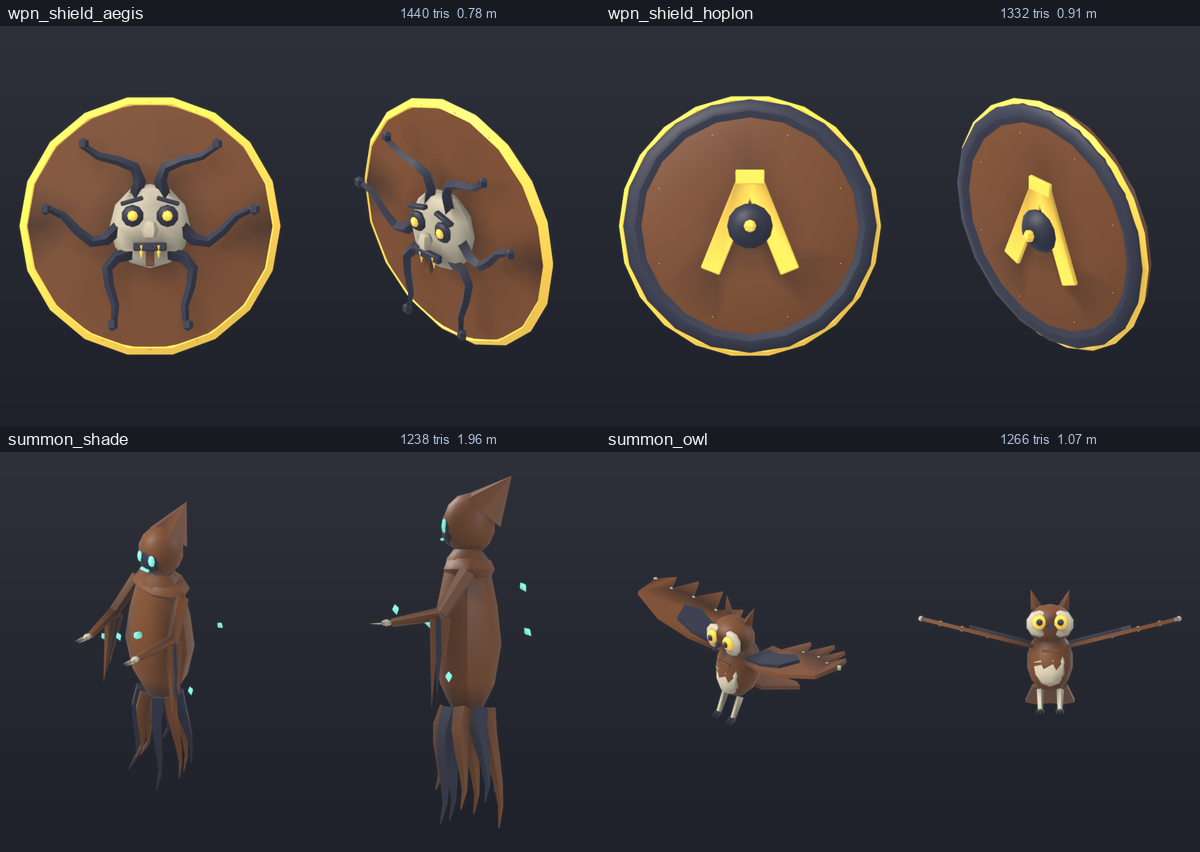 wpn_shield_aegis 1440 tris 0.78 m
wpn_shield_hoplon 1332 tris 0.91 m
summon_shade 1238 tris 1.96 m
summon_owl 1266 tris 1.07 m